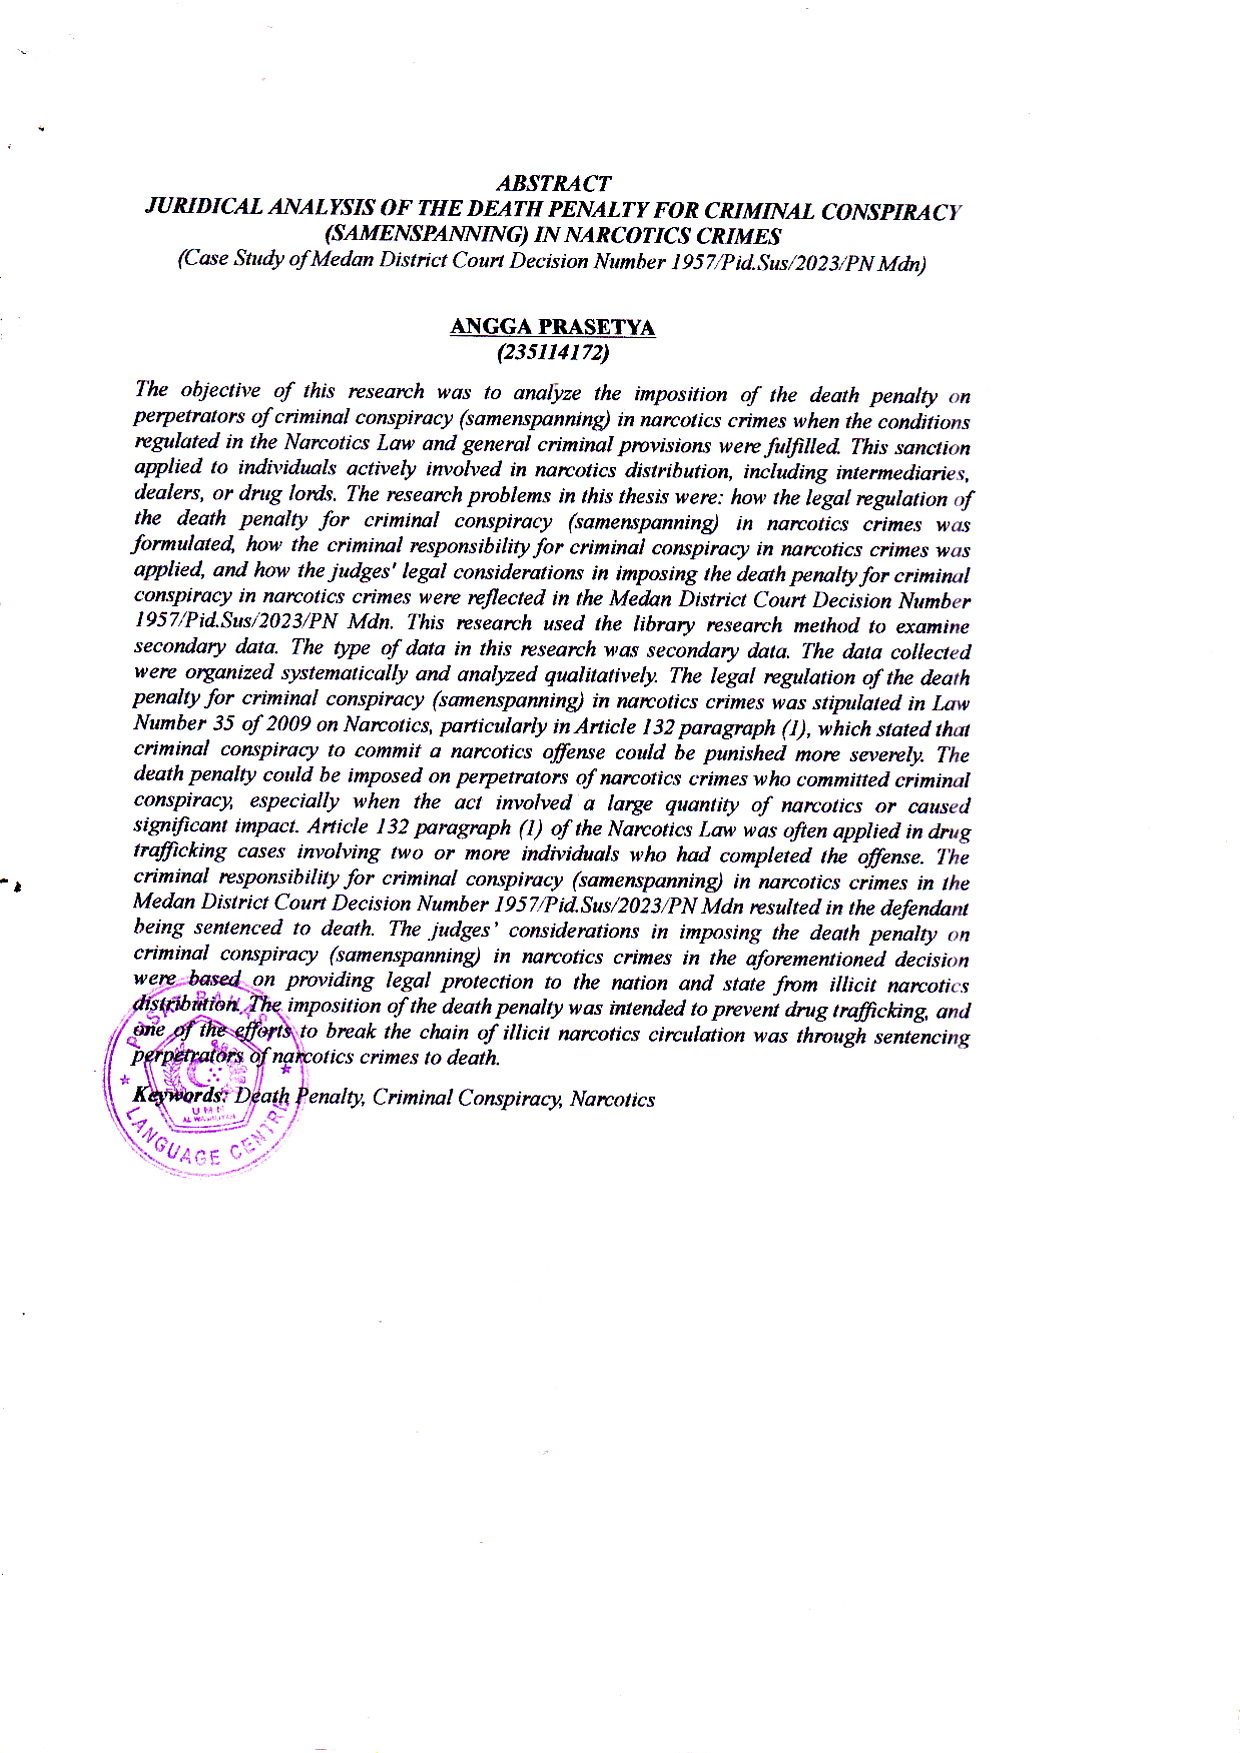 ABSTRACT
JURIDICAL ANALYSIS OF THE DEATH PENALTY FOR CRIMINAL CONSPIRACY
(SAMENSPANNING) IN NARCOTICS CRIMES
(Case Study of Medan District Court Decision Number 1957/Pid.Sus/2023/PN Mdn)
ANGGA PRASETYA
(235114172)
The objective of this research was to analyze the imposition of the death penalty on
perpetrators of criminal conspiracy (samenspanning) in narcotics crimes when the conditions
regulated in the Narcotics Law and general criminal provisions were fulfilled. This sanction
applied to individuals actively involved in narcotics distribution, including intermediaries,
dealers, or drug lords. The research problems in this thesis were: how the legal regulation of
the death penalty for criminal conspiracy (samenspanning) in narcotics crimes was
formulated, how the criminal responsibility for criminal conspiracy in narcotics crimes was
applied, and how the judges' legal considerations in imposing the death penalty for criminal
conspiracy in narcotics crimes were reflected in the Medan District Court Decision Number
1957/Pid.Sus/2023/PN Mdn. This research used the library research method to examine
secondary data. The type of data in this research was secondary data. The data collected
were organized systematically and analyzed qualitatively. The legal regulation of the death
penalty for criminal conspiracy (samenspanning) in narcotics crimes was stipulated in Law
Number 35 of 2009 on Narcotics, particularly in Article 132 paragraph (1), which stated that
criminal conspiracy to commit a narcotics offense could be punished more severely. The
death penalty could be imposed on perpetrators of narcotics crimes who committed criminal
conspiracy, especially when the act involved a large quantity of narcotics or caused
significant impact. Article 132 paragraph (1) of the Narcotics Law was often applied in drug
trafficking cases involving two or more individuals who had completed the offense. The
criminal responsibility for criminal conspiracy (samenspanning) in narcotics crimes in the
Medan District Court Decision Number 1957/Pid.Sus/2023/PN Mdn resulted in the defendant
being sentenced to death. The judges' considerations in imposing the death penalty on
criminal conspiracy (samenspanning) in narcotics crimes in the aforementioned decision
were based on providing legal protection to the nation and state from illicit narcotics
distribution. The imposition of the death penalty was intended to prevent drug trafficking, and
one of the efforts to break the chain of illicit narcotics circulation was through sentencing
perpetrators of narcotics crimes to death.
Keywords: Death Penalty, Criminal Conspiracy, Narcotics
LANGUAGE